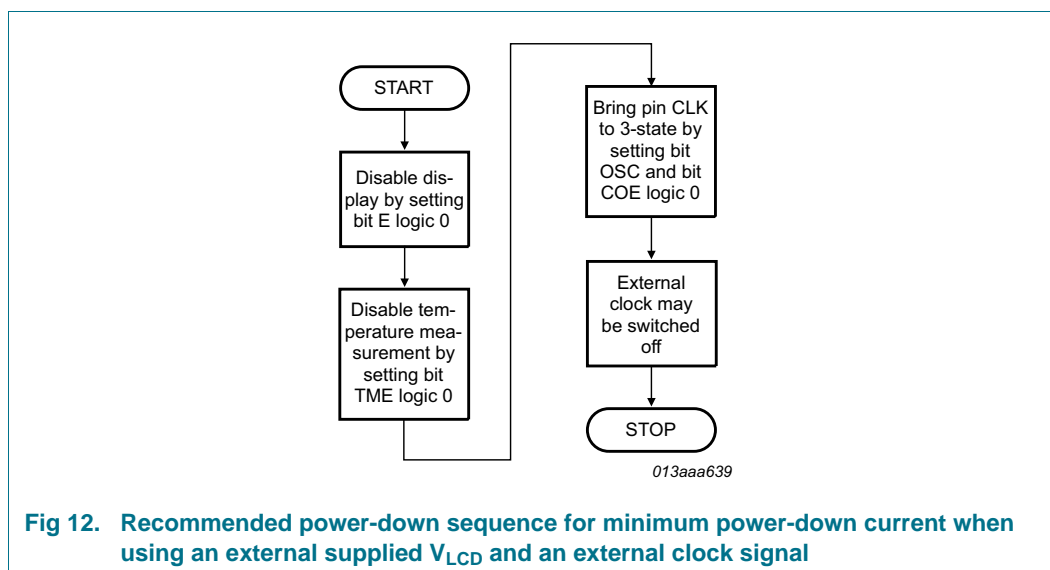 START
Disable dis-
play by setting
bit E logic 0
Disable tem-
perature mea-
surement by
setting bit
TME logic 0
Bring pin CLK
to 3-state by
setting bit
OSC and bit
COE logic 0
External
clock may
be switched
off
STOP
013aaa639
Fig 12. Recommended power-down sequence for minimum power-down current when
using an external supplied VLCD and an external clock signal